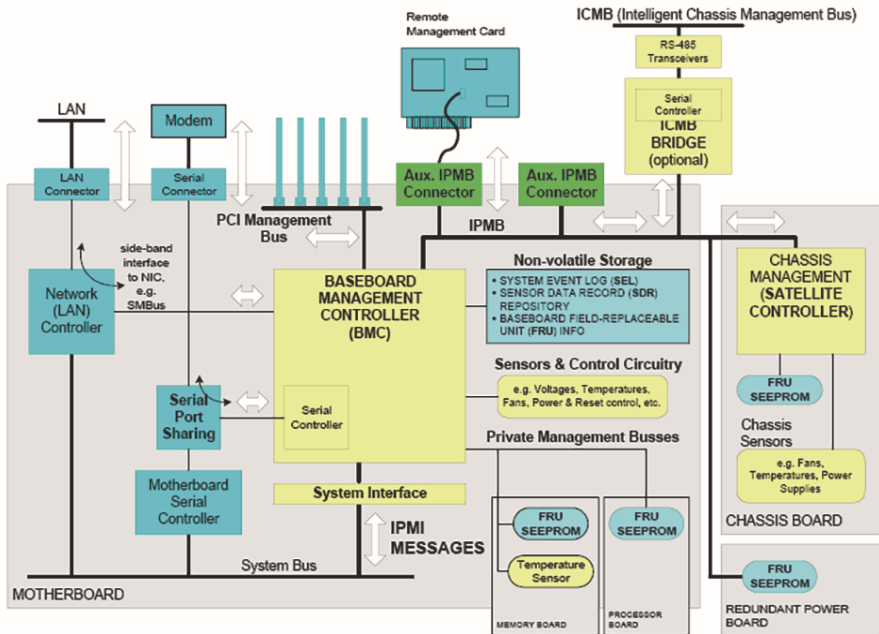 Remote
Management Card
ICMB (Intelligent Chassis Management Bus)
RS-485
Transceivers
Serial
Controller
ICMB
BRIDGE
(optional)
LAN
Modem
LAN
Connector
Serial
Connector
Aux. IPMB
Connector
Aux. IPMB
Connector
PCI Management
Bus
IPMB
side-band
interface
to NIC,
e.g.
SMBus
Network
(LAN)
Controller
BASEBOARD
MANAGEMENT
CONTROLLER
(BMC)
Non-volatile Storage
• SYSTEM EVENT LOG (SEL)
• SENSOR DATA RECORD (SDR)
REPOSITORY
• BASEBOARD FIELD-REPLACEABLE
UNIT (FRU) INFO
CHASSIS
MANAGEMENT
(SATELLITE
CONTROLLER)
Sensors & Control Circuitry
e.g. Voltages, Temperatures,
Fans, Power & Reset control, etc.
FRU
SEEPROM
Serial
Port
Sharing
Serial
Controller
Private Management Busses
Chassis
Sensors
e.g. Fans,
Temperatures, Power
Supplies
Motherboard
Serial
Controller
System Interface
IPMI
MESSAGES
FRU
SEEPROM
Temperature
Sensor
FRU
SEEPROM
CHASSIS BOARD
System Bus
MOTHERBOARD
MEMORY BOARD
PROCESSOR
BOARD
FRU
SEEPROM
REDUNDANT POWER
BOARD